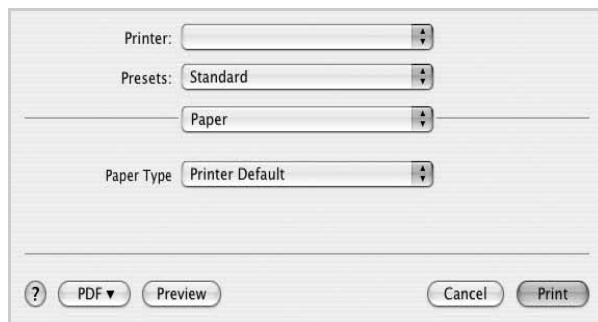 Printer:
Presets: Standard
Paper
Paper Type Printer Default
? PDF▼ Preview Cancel Print